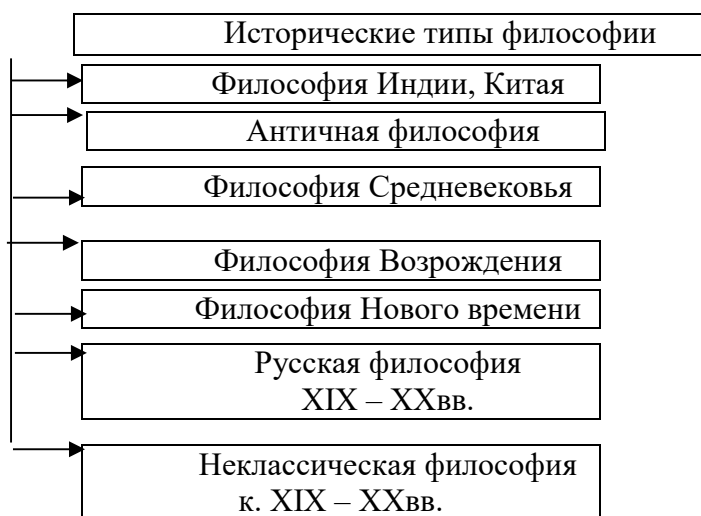 Исторические типы философии
Философия Индии, Китая
Античная философия
Философия Средневековья
Философия Возрождения
Философия Нового времени
Русская философия
XIX – XXвв.
Неклассическая философия
к. XIX – XXвв.